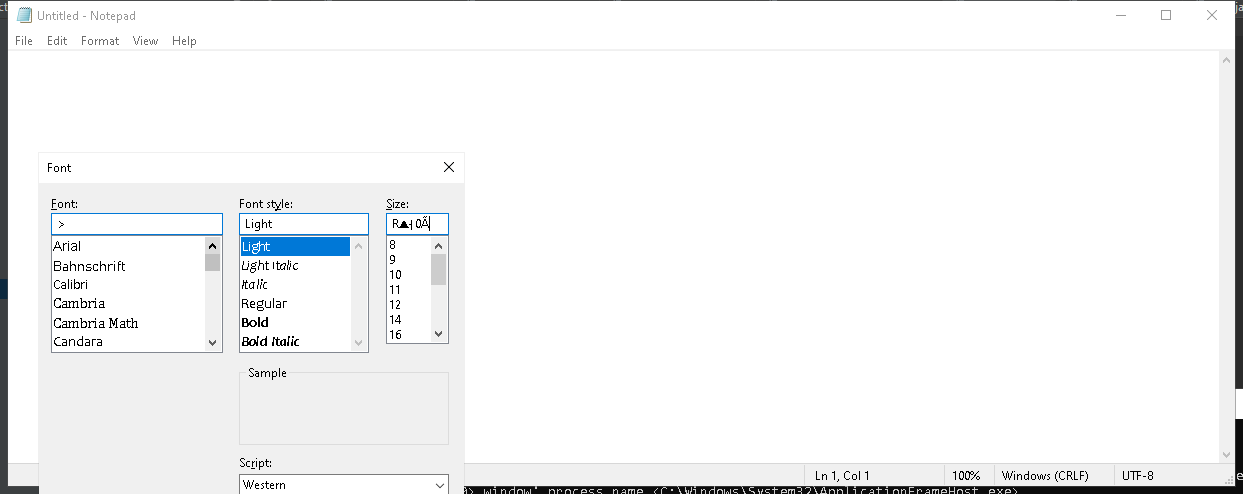 Untitled - Notepad
File Edit Format View Help
Font
Font: Font style: Size:
> Light R▲┤0Ã
Arial
Bahnschrift
Calibri
Cambria
Cambria Math
Candara
Light
Light Italic
Italic
Regular
Bold
Bold Italic
8
9
10
11
12
14
16
Sample
Script:
Western
Ln 1, Col 1 100% Windows (CRLF) UTF-8
window" process name <C:\Windows\System32\ApplicationFrameHost.exe>